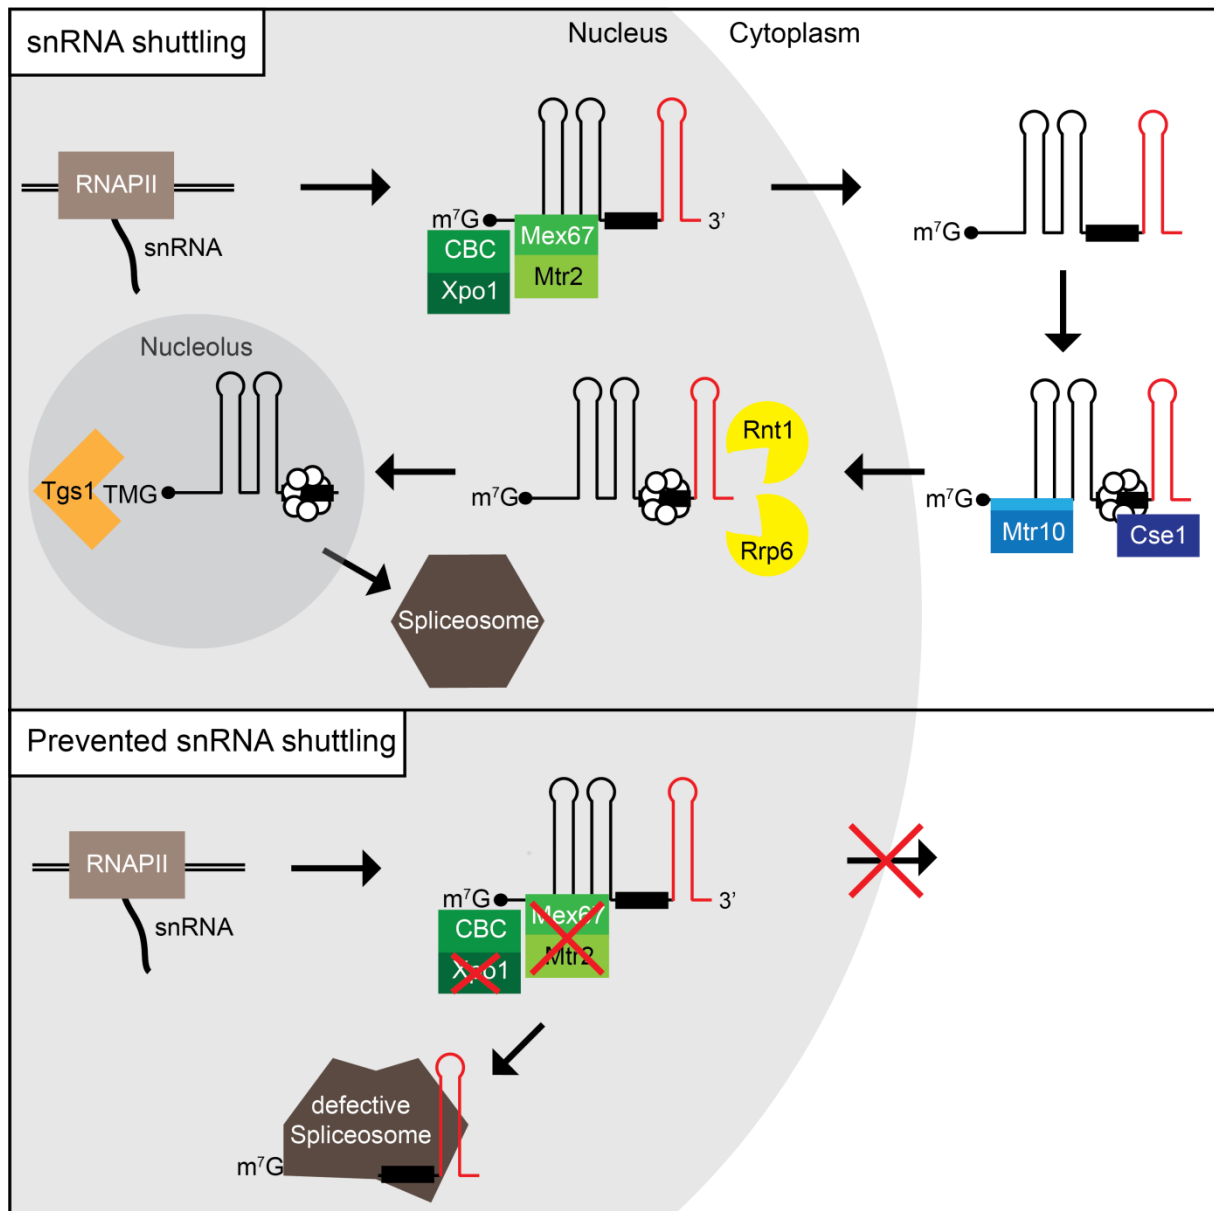 snRNA shuttling
Nucleus
Cytoplasm
RNAPII
snRNA
m⁷G
3’
CBC
Xpo1
Mex67
Mtr2
m⁷G
Nucleolus
Tgs1
TMG
m⁷G
Rnt1
Rrp6
m⁷G
Mtr10
Cse1
Spliceosome
Prevented snRNA shuttling
RNAPII
snRNA
m⁷G
3’
CBC
Xpo1
Mex67
Mtr2
defective
Spliceosome
m⁷G